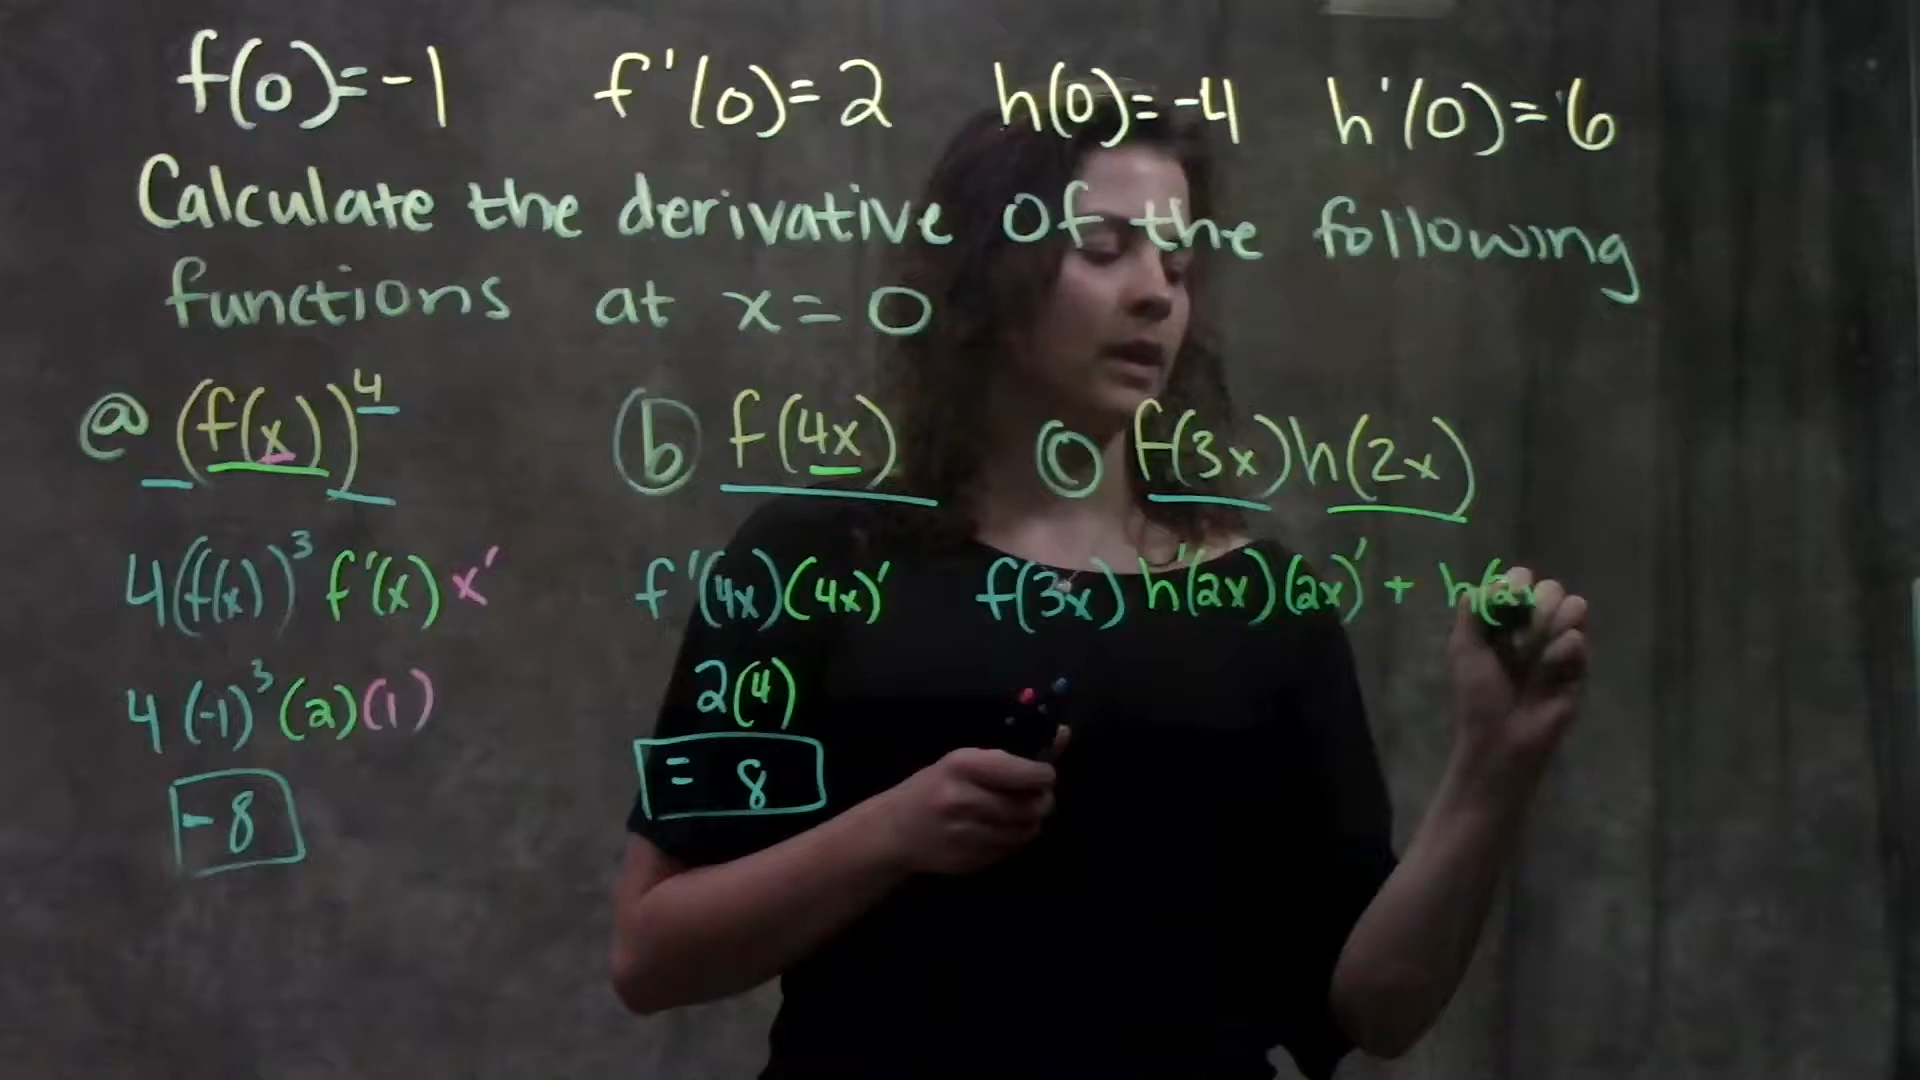 f(0)=-1 f'(0)=2 h(0)=-4 h'(0)=6
Calculate the derivative of the following
functions at x=0
ⓐ (f(x))⁴
4(f(x))³ f'(x) x'
4(-1)³(2)(1)
-8
ⓑ f(4x)
f'(4x)(4x)'
2(4)
= 8
ⓒ f(3x)h(2x)
f(3x) h'(2x)(2x)' + h(2x